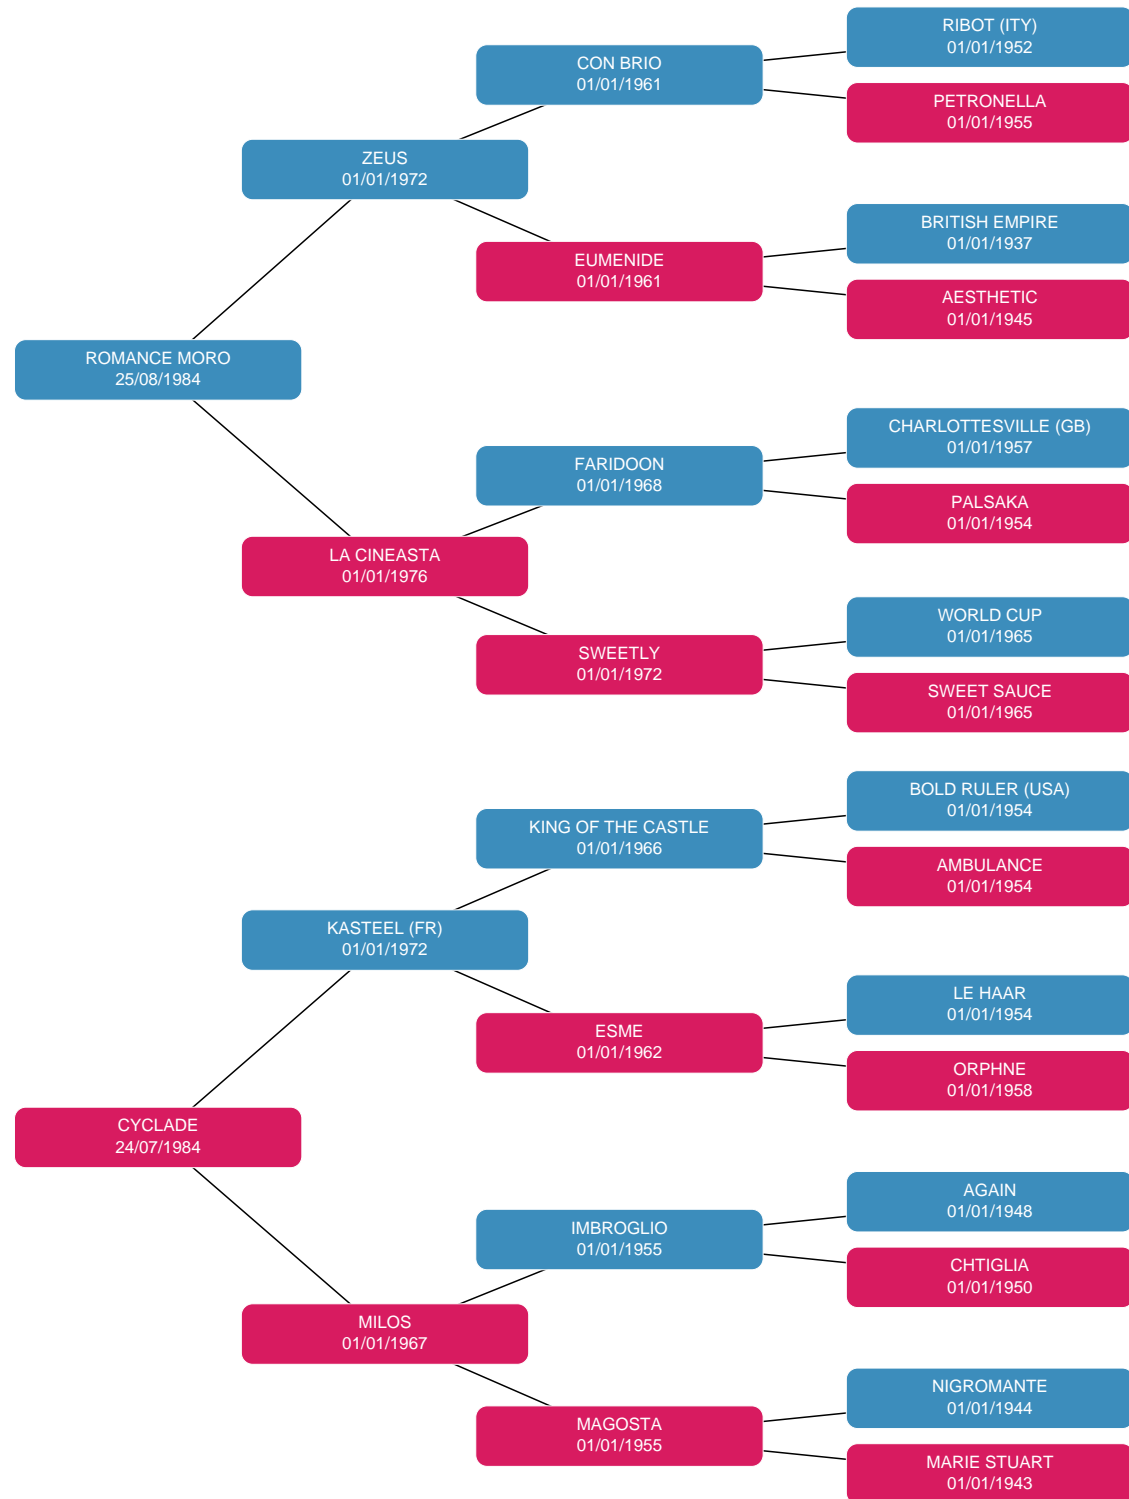 RIBOT (ITY)
01/01/1952
CON BRIO
01/01/1961
PETRONELLA
01/01/1955
ZEUS
01/01/1972
BRITISH EMPIRE
01/01/1937
EUMENIDE
01/01/1961
AESTHETIC
01/01/1945
ROMANCE MORO
25/08/1984
CHARLOTTESVILLE (GB)
01/01/1957
FARIDOON
01/01/1968
PALSAKA
01/01/1954
LA CINEASTA
01/01/1976
WORLD CUP
01/01/1965
SWEETLY
01/01/1972
SWEET SAUCE
01/01/1965
BOLD RULER (USA)
01/01/1954
KING OF THE CASTLE
01/01/1966
AMBULANCE
01/01/1954
KASTEEL (FR)
01/01/1972
LE HAAR
01/01/1954
ESME
01/01/1962
ORPHNE
01/01/1958
CYCLADE
24/07/1984
AGAIN
01/01/1948
IMBROGLIO
01/01/1955
CHTIGLIA
01/01/1950
MILOS
01/01/1967
NIGROMANTE
01/01/1944
MAGOSTA
01/01/1955
MARIE STUART
01/01/1943